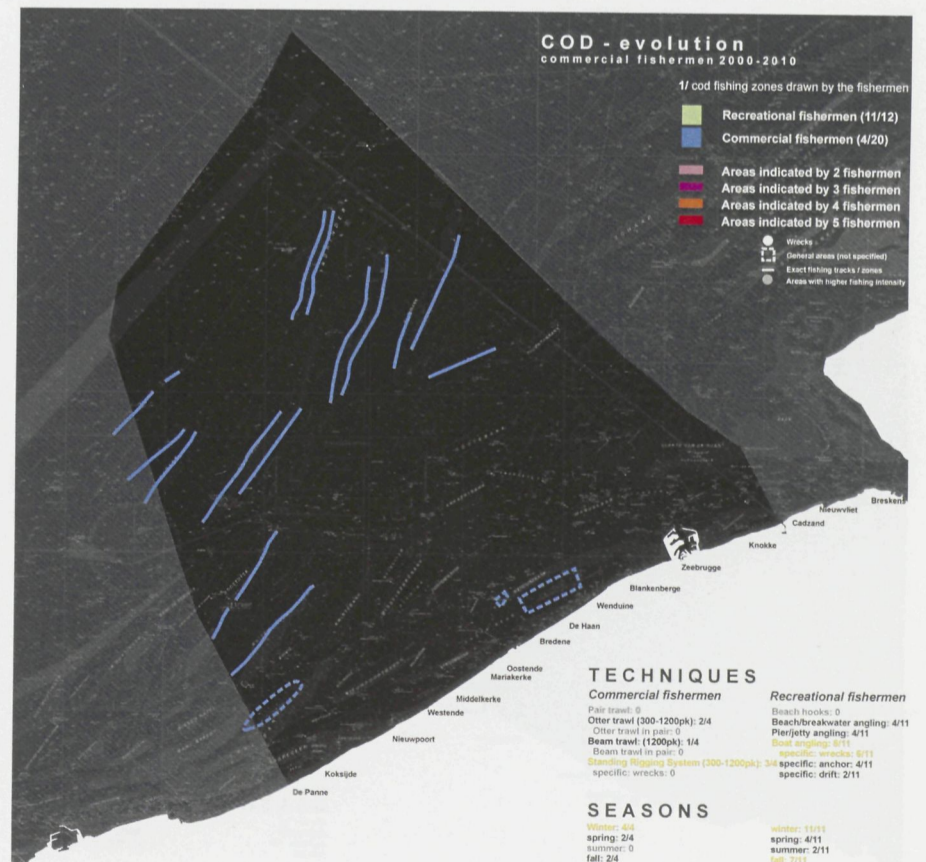 COD - evolution
commercial fishermen 2000-2010
1/ cod fishing zones drawn by the fishermen
Recreational fishermen (11/12)
Commercial fishermen (4/20)
Areas indicated by 2 fishermen
Areas indicated by 3 fishermen
Areas indicated by 4 fishermen
Areas indicated by 5 fishermen
Wrecks
General areas (not specified)
Exact fishing tracks / zones
Areas with higher fishing intensity
Breskens
Nieuwvliet
Cadzand
Knokke
Zeebrugge
Blankenberge
Wenduine
De Haan
Bredene
Oostende
Mariakerke
Middelkerke
Westende
Nieuwpoort
Koksijde
De Panne
TECHNIQUES
Commercial fishermen
Pair trawl: 0
Otter trawl (300-1200pk): 2/4
Otter trawl in pair: 0
Beam trawl: (1200pk): 1/4
Beam trawl in pair: 0
Standing Rigging System (300-1200pk): 3/4
specific: wrecks: 0
Recreational fishermen
Beach hooks: 0
Beach/breakwater angling: 4/11
Pier/jetty angling: 4/11
Boat angling: 8/11
specific: wrecks: 6/11
specific: anchor: 4/11
specific: drift: 2/11
SEASONS
Winter: 4/4
spring: 2/4
summer: 0
fall: 2/4
winter: 11/11
spring: 4/11
summer: 2/11
fall: 7/11